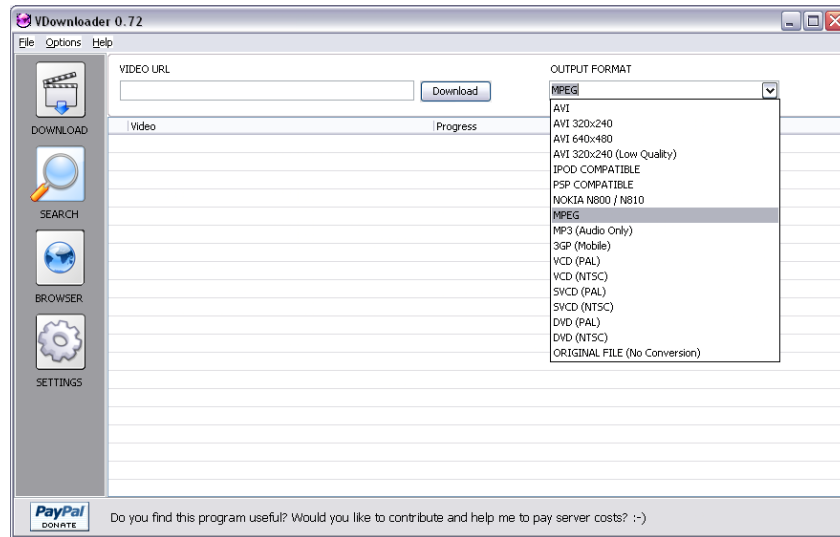 VDownloader 0.72
File Options Help
VIDEO URL
OUTPUT FORMAT
Download
MPEG
DOWNLOAD
Video Progress
AVI
AVI 320x240
AVI 640x480
AVI 320x240 (Low Quality)
IPOD COMPATIBLE
PSP COMPATIBLE
NOKIA N800 / N810
MPEG
MP3 (Audio Only)
3GP (Mobile)
VCD (PAL)
VCD (NTSC)
SVCD (PAL)
SVCD (NTSC)
DVD (PAL)
DVD (NTSC)
ORIGINAL FILE (No Conversion)
SEARCH
BROWSER
SETTINGS
PayPal
DONATE
Do you find this program useful? Would you like to contribute and help me to pay server costs? :-)